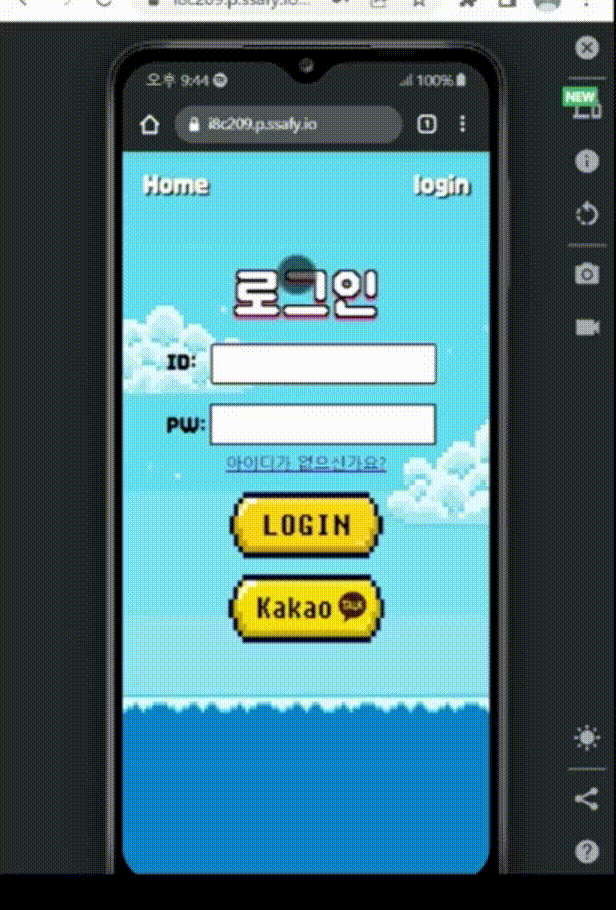 i8c209.p.ssafy.io...
오후 9:44
100%
NEW
i8c209.p.ssafy.io
1
Home
login
로그인
ID:
PW:
아이디가 없으신가요?
LOGIN
Kakao TALK